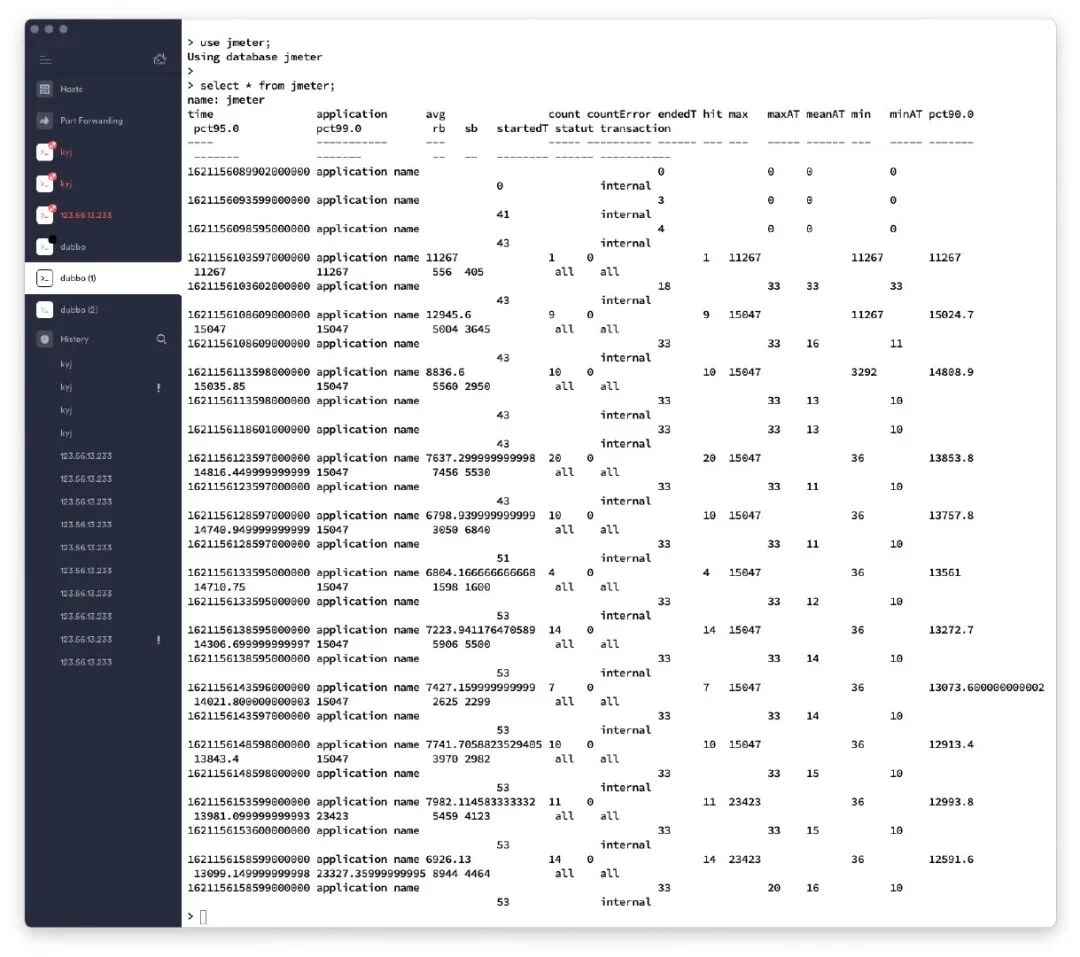 Hosts
Port Forwarding
kyj
kyj
123.56.13.233
dubbo
dubbo (1)
dubbo (2)
History
kyj
kyj
kyj
kyj
123.56.13.233
123.56.13.233
123.56.13.233
123.56.13.233
123.56.13.233
123.56.13.233
123.56.13.233
123.56.13.233
123.56.13.233
123.56.13.233
> use jmeter;
Using database jmeter
>
> select * from jmeter;
name: jmeter
time application avg count countError endedT hit max maxAT meanAT min minAT pct90.0
pct95.0 pct99.0 rb sb startedT statut transaction
---- ----------- --- ----- ---------- ------ --- --- ----- ------ --- ----- -------
------- ------- -- -- -------- ------ -----------
1621156089902000000 application name 0 0 0 0
0 internal
1621156093599000000 application name 3 0 0 0
41 internal
1621156098595000000 application name 4 0 0 0
43 internal
1621156103597000000 application name 11267 1 0 1 11267 11267 11267
11267 11267 556 405 all all
1621156103602000000 application name 18 33 33 33
43 internal
1621156108609000000 application name 12945.6 9 0 9 15047 11267 15024.7
15047 15047 5004 3645 all all
1621156108609000000 application name 33 33 16 11
43 internal
1621156113598000000 application name 8836.6 10 0 10 15047 3292 14808.9
15035.85 15047 5560 2950 all all
1621156113598000000 application name 33 33 13 10
43 internal
1621156118601000000 application name 33 33 13 10
43 internal
1621156123597000000 application name 7637.299999999998 20 0 20 15047 36 13853.8
14816.449999999999 15047 7456 5530 all all
1621156123597000000 application name 33 33 11 10
43 internal
1621156128597000000 application name 6798.939999999999 10 0 10 15047 36 13757.8
14740.949999999999 15047 3050 6840 all all
1621156128597000000 application name 33 33 11 10
51 internal
1621156133595000000 application name 6804.166666666668 4 0 4 15047 36 13561
14710.75 15047 1598 1600 all all
1621156133595000000 application name 33 33 12 10
53 internal
1621156138595000000 application name 7223.941176470589 14 0 14 15047 36 13272.7
14306.699999999997 15047 5906 5500 all all
1621156138595000000 application name 33 33 14 10
53 internal
1621156143596000000 application name 7427.159999999999 7 0 7 15047 36 13073.600000000002
14021.800000000003 15047 2625 2299 all all
1621156143597000000 application name 33 33 14 10
53 internal
1621156148598000000 application name 7741.7058823529405 10 0 10 15047 36 12913.4
13843.4 15047 3970 2982 all all
1621156148598000000 application name 33 33 15 10
53 internal
1621156153599000000 application name 7982.114583333332 11 0 11 23423 36 12993.8
13981.099999999993 23423 5459 4123 all all
1621156153600000000 application name 33 33 15 10
53 internal
1621156158599000000 application name 6926.13 14 0 14 23423 36 12591.6
13099.149999999998 23327.35999999995 8944 4464 all all
1621156158599000000 application name 33 20 16 10
53 internal
>